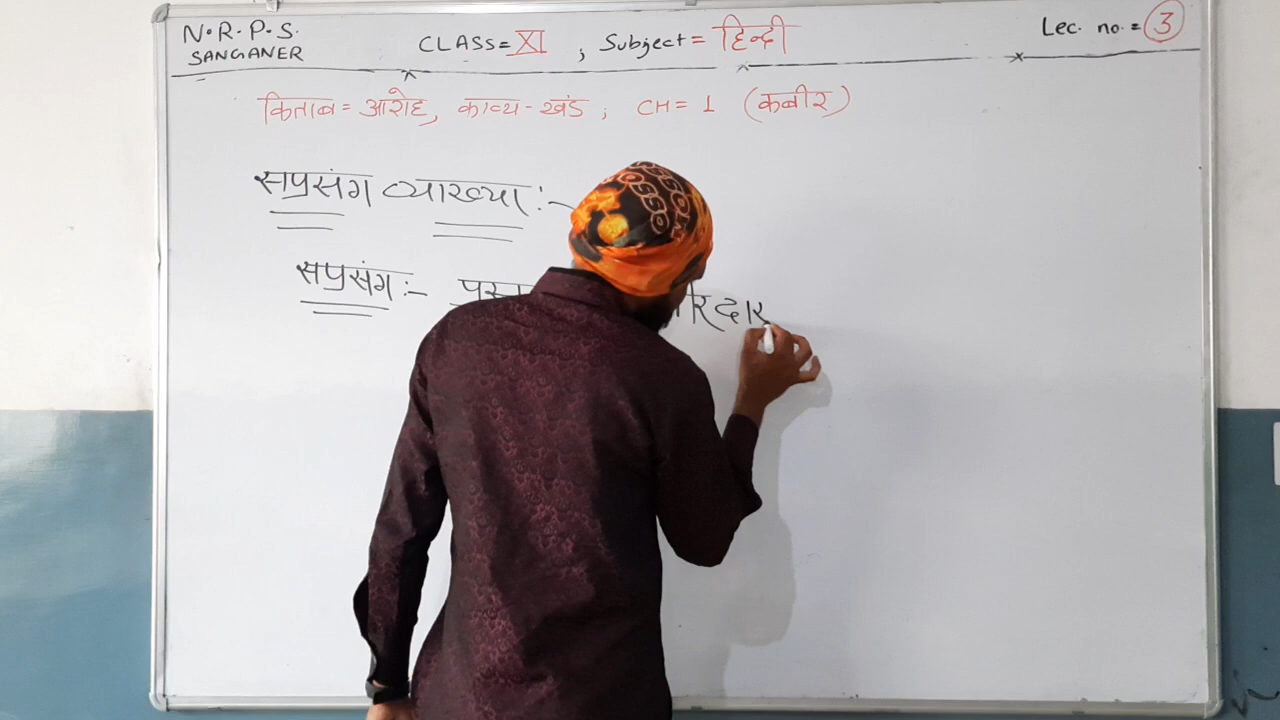 N.R.P.S.
SANGANER
CLASS = XI , Subject = हिन्दी
Lec. no. = 3
किताब = आरोह, काव्य - खंड ; CH = 1 (कबीर)
सप्रसंग व्याख्या :-
सप्रसंग :-